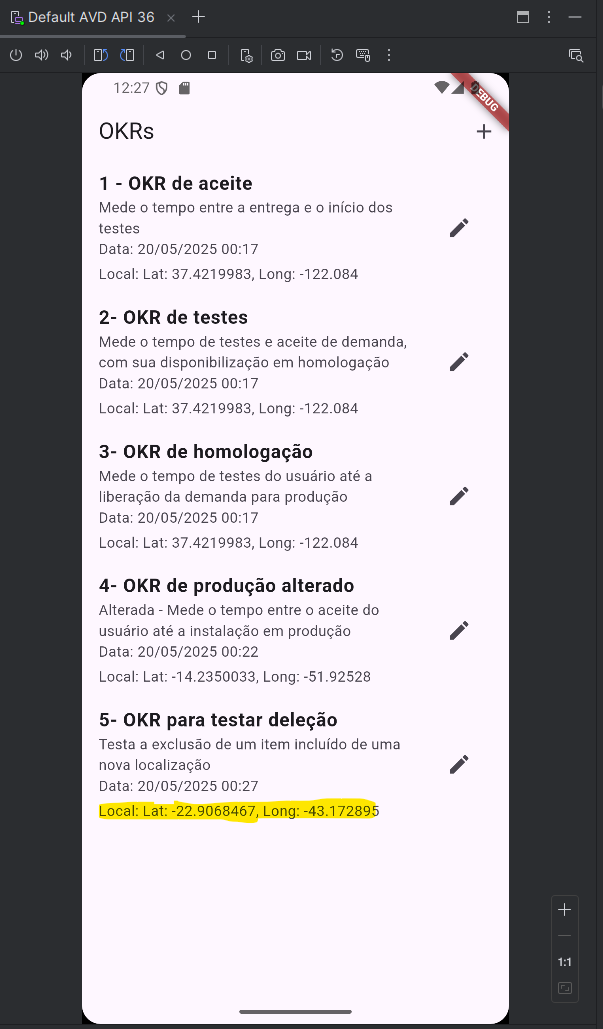 Default AVD API 36
12:27
DEBUG
OKRs
1 - OKR de aceite
Mede o tempo entre a entrega e o início dos
testes
Data: 20/05/2025 00:17
Local: Lat: 37.4219983, Long: -122.084
2- OKR de testes
Mede o tempo de testes e aceite de demanda,
com sua disponibilização em homologação
Data: 20/05/2025 00:17
Local: Lat: 37.4219983, Long: -122.084
3- OKR de homologação
Mede o tempo de testes do usuário até a
liberação da demanda para produção
Data: 20/05/2025 00:17
Local: Lat: 37.4219983, Long: -122.084
4- OKR de produção alterado
Alterada - Mede o tempo entre o aceite do
usuário até a instalação em produção
Data: 20/05/2025 00:22
Local: Lat: -14.2350033, Long: -51.92528
5- OKR para testar deleção
Testa a exclusão de um item incluído de uma
nova localização
Data: 20/05/2025 00:27
Local: Lat: -22.9068467, Long: -43.172895
1:1